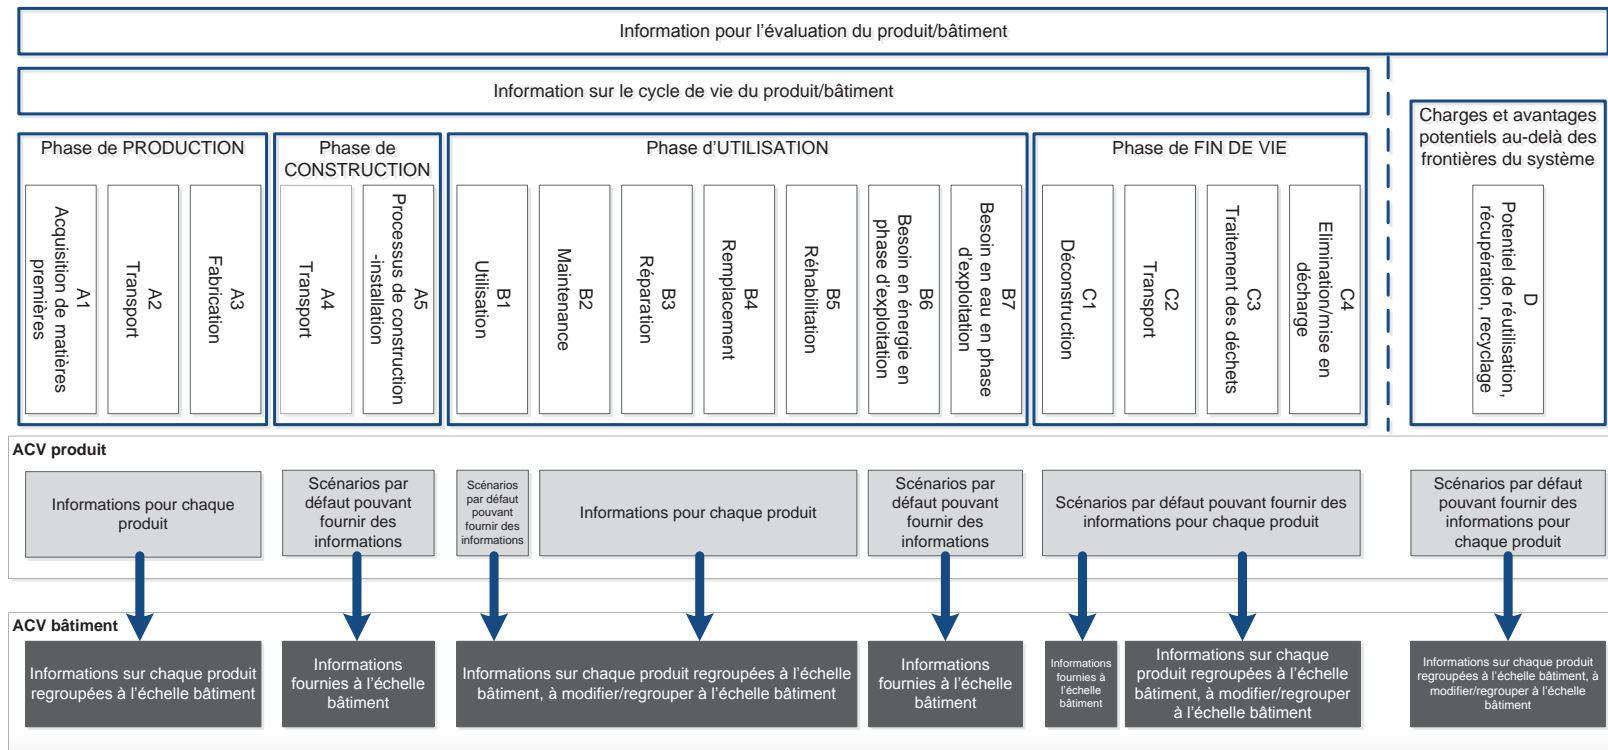 Information pour l'évaluation du produit/bâtiment
Information sur le cycle de vie du produit/bâtiment
Phase de PRODUCTION
A1
Acquisition de matières
premières
A2
Transport
A3
Fabrication
Phase de
CONSTRUCTION
A4
Transport
A5
Processus de construction
-installation
Phase d'UTILISATION
B1
Utilisation
B2
Maintenance
B3
Réparation
B4
Remplacement
B5
Réhabilitation
B6
Besoin en énergie en
phase d'exploitation
B7
Besoin en eau en phase
d'exploitation
Phase de FIN DE VIE
C1
Déconstruction
C2
Transport
C3
Traitement des déchets
C4
Elimination/mise en
décharge
Charges et avantages
potentiels au-delà des
frontières du système
D
Potentiel de réutilisation,
récupération, recyclage
ACV produit
Informations pour chaque
produit
Scénarios par
défaut pouvant
fournir des
informations
Scénarios
par défaut
pouvant
fournir des
informations
Informations pour chaque produit
Scénarios par
défaut pouvant
fournir des
informations
Scénarios par défaut pouvant fournir des
informations pour chaque produit
Scénarios par défaut
pouvant fournir des
informations pour
chaque produit
ACV bâtiment
Informations sur chaque produit
regroupées à l'échelle bâtiment
Informations
fournies à l'échelle
bâtiment
Informations sur chaque produit regroupées à l'échelle
bâtiment, à modifier/regrouper à l'échelle bâtiment
Informations
fournies à l'échelle
bâtiment
Informations
fournies à
l'échelle
bâtiment
Informations sur chaque
produit regroupées à l'échelle
bâtiment, à modifier/regrouper
à l'échelle bâtiment
Informations sur chaque produit
regroupées à l'échelle bâtiment, à
modifier/regrouper à l'échelle
bâtiment